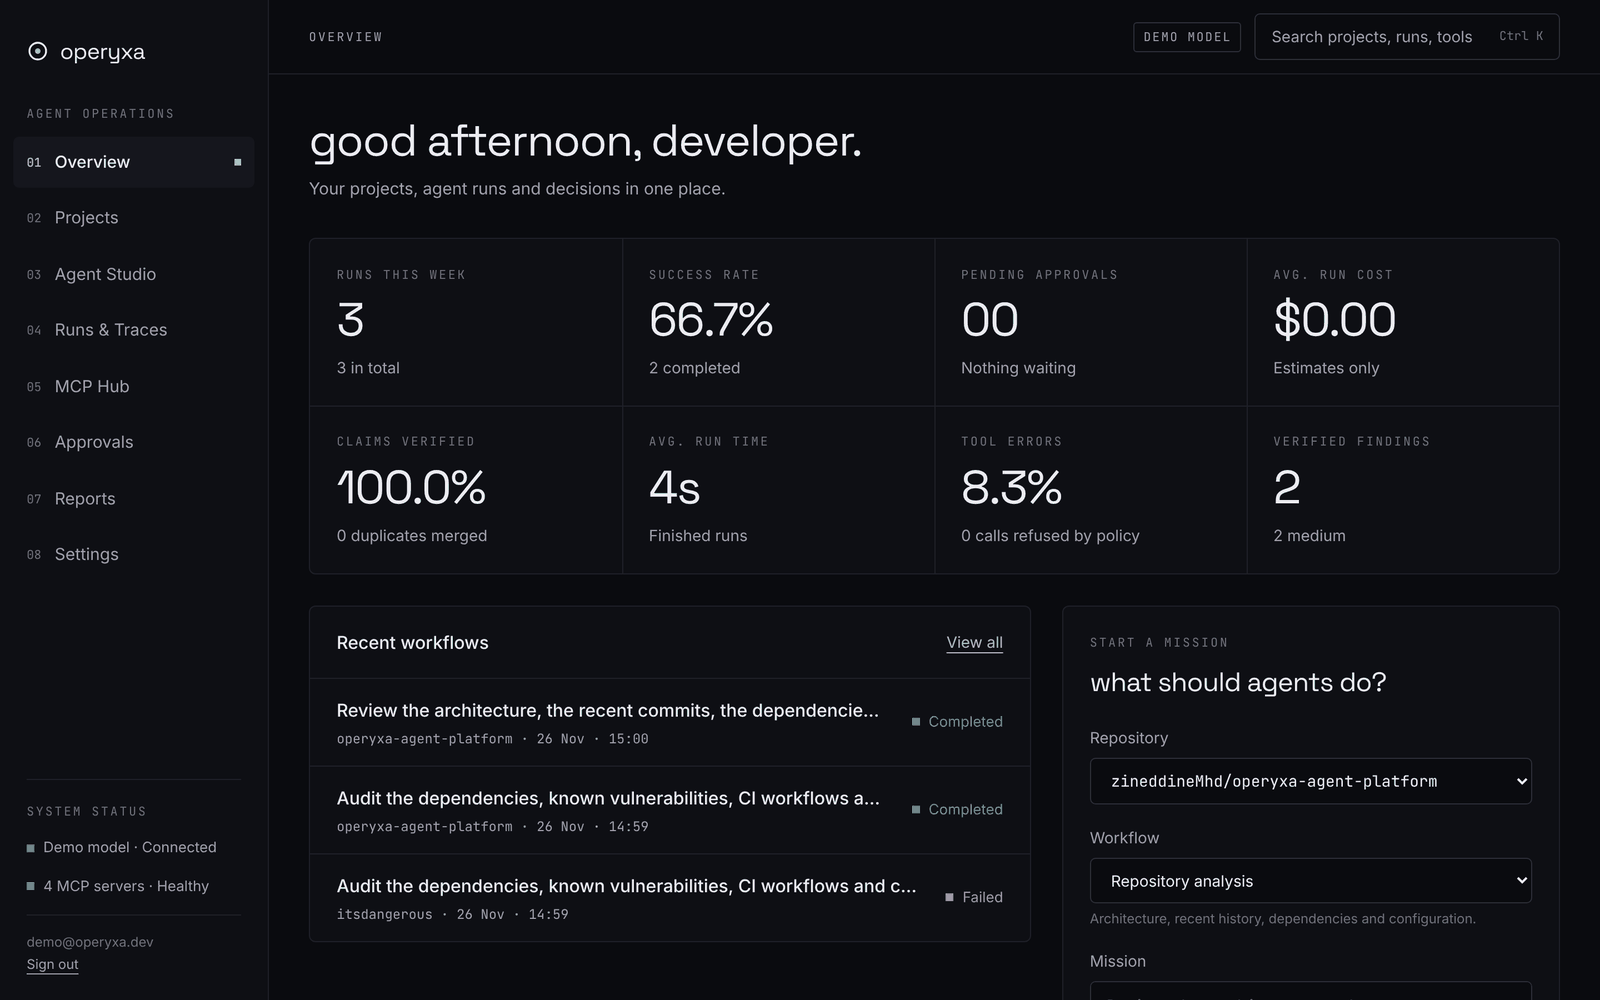 operyxa
AGENT OPERATIONS
01 Overview
02 Projects
03 Agent Studio
04 Runs & Traces
05 MCP Hub
06 Approvals
07 Reports
08 Settings
SYSTEM STATUS
Demo model · Connected
4 MCP servers · Healthy
demo@operyxa.dev
Sign out
OVERVIEW
DEMO MODEL
Search projects, runs, tools Ctrl K
good afternoon, developer.
Your projects, agent runs and decisions in one place.
RUNS THIS WEEK
3
3 in total
SUCCESS RATE
66.7%
2 completed
PENDING APPROVALS
00
Nothing waiting
AVG. RUN COST
$0.00
Estimates only
CLAIMS VERIFIED
100.0%
0 duplicates merged
AVG. RUN TIME
4s
Finished runs
TOOL ERRORS
8.3%
0 calls refused by policy
VERIFIED FINDINGS
2
2 medium
Recent workflows
View all
Review the architecture, the recent commits, the dependencie...
operyxa-agent-platform · 26 Nov · 15:00
Completed
Audit the dependencies, known vulnerabilities, CI workflows a...
operyxa-agent-platform · 26 Nov · 14:59
Completed
Audit the dependencies, known vulnerabilities, CI workflows and c...
itsdangerous · 26 Nov · 14:59
Failed
START A MISSION
what should agents do?
Repository
zineddineMhd/operyxa-agent-platform
Workflow
Repository analysis
Architecture, recent history, dependencies and configuration.
Mission